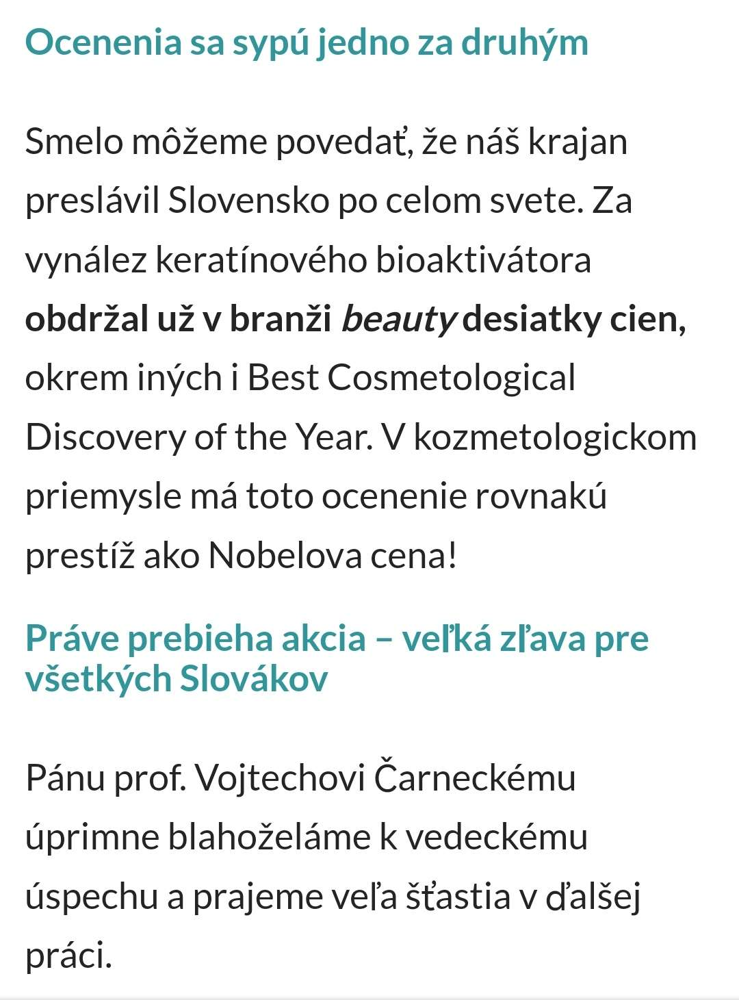 Ocenenia sa sypú jedno za druhým
Smelo môžeme povedať, že náš krajan
preslávil Slovensko po celom svete. Za
vynález keratínového bioaktivátora
obdržal už v branži beauty desiatky cien,
okrem iných i Best Cosmetological
Discovery of the Year. V kozmetologickom
priemysle má toto ocenenie rovnakú
prestíž ako Nobelova cena!
Práve prebieha akcia – veľká zľava pre
všetkých Slovákov
Pánu prof. Vojtechovi Čarneckému
úprimne blahoželáme k vedeckému
úspechu a prajeme veľa šťastia v ďalšej
práci.